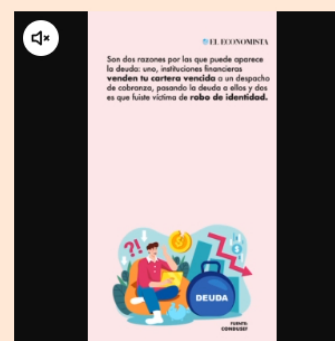 EL ECONOMISTA
Son dos razones por las que puede aparece
la deuda: uno, instituciones financieras
venden tu cartera vencida a un despacho
de cobranza, pasando la deuda a ellos y dos
es que fuiste víctima de robo de identidad.
?!
DEUDA
FUENTE:
CONDUSEF